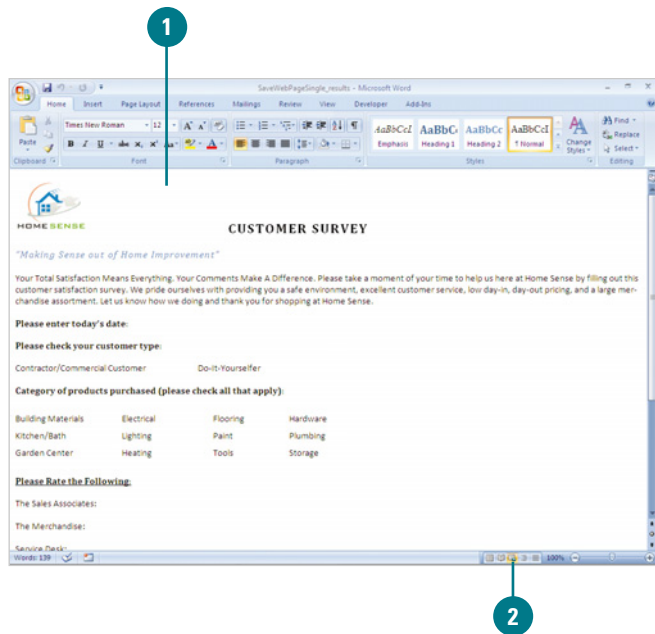 1
SaveWebPageSingle_results - Microsoft Word
Home Insert Page Layout References Mailings Review View Developer Add-Ins
Times New Roman 12
Paste
B I U abe x₂ x² Aa
AaBbCcI AaBbC AaBbCc AaBbCcI
Emphasis Heading 1 Heading 2 ¶ Normal
Change Styles
Find
Replace
Select
Clipboard Font Paragraph Styles Editing
HOME SENSE
CUSTOMER SURVEY
"Making Sense out of Home Improvement"
Your Total Satisfaction Means Everything. Your Comments Make A Difference. Please take a moment of your time to help us here at Home Sense by filling out this
customer satisfaction survey. We pride ourselves with providing you a safe environment, excellent customer service, low day-in, day-out pricing, and a large mer-
chandise assortment. Let us know how we doing and thank you for shopping at Home Sense.
Please enter today's date:
Please check your customer type:
Contractor/Commercial Customer Do-It-Yourselfer
Category of products purchased (please check all that apply):
Building Materials Electrical Flooring Hardware
Kitchen/Bath Lighting Paint Plumbing
Garden Center Heating Tools Storage
Please Rate the Following:
The Sales Associates:
The Merchandise:
Service Desk:
Words: 139 100%
2